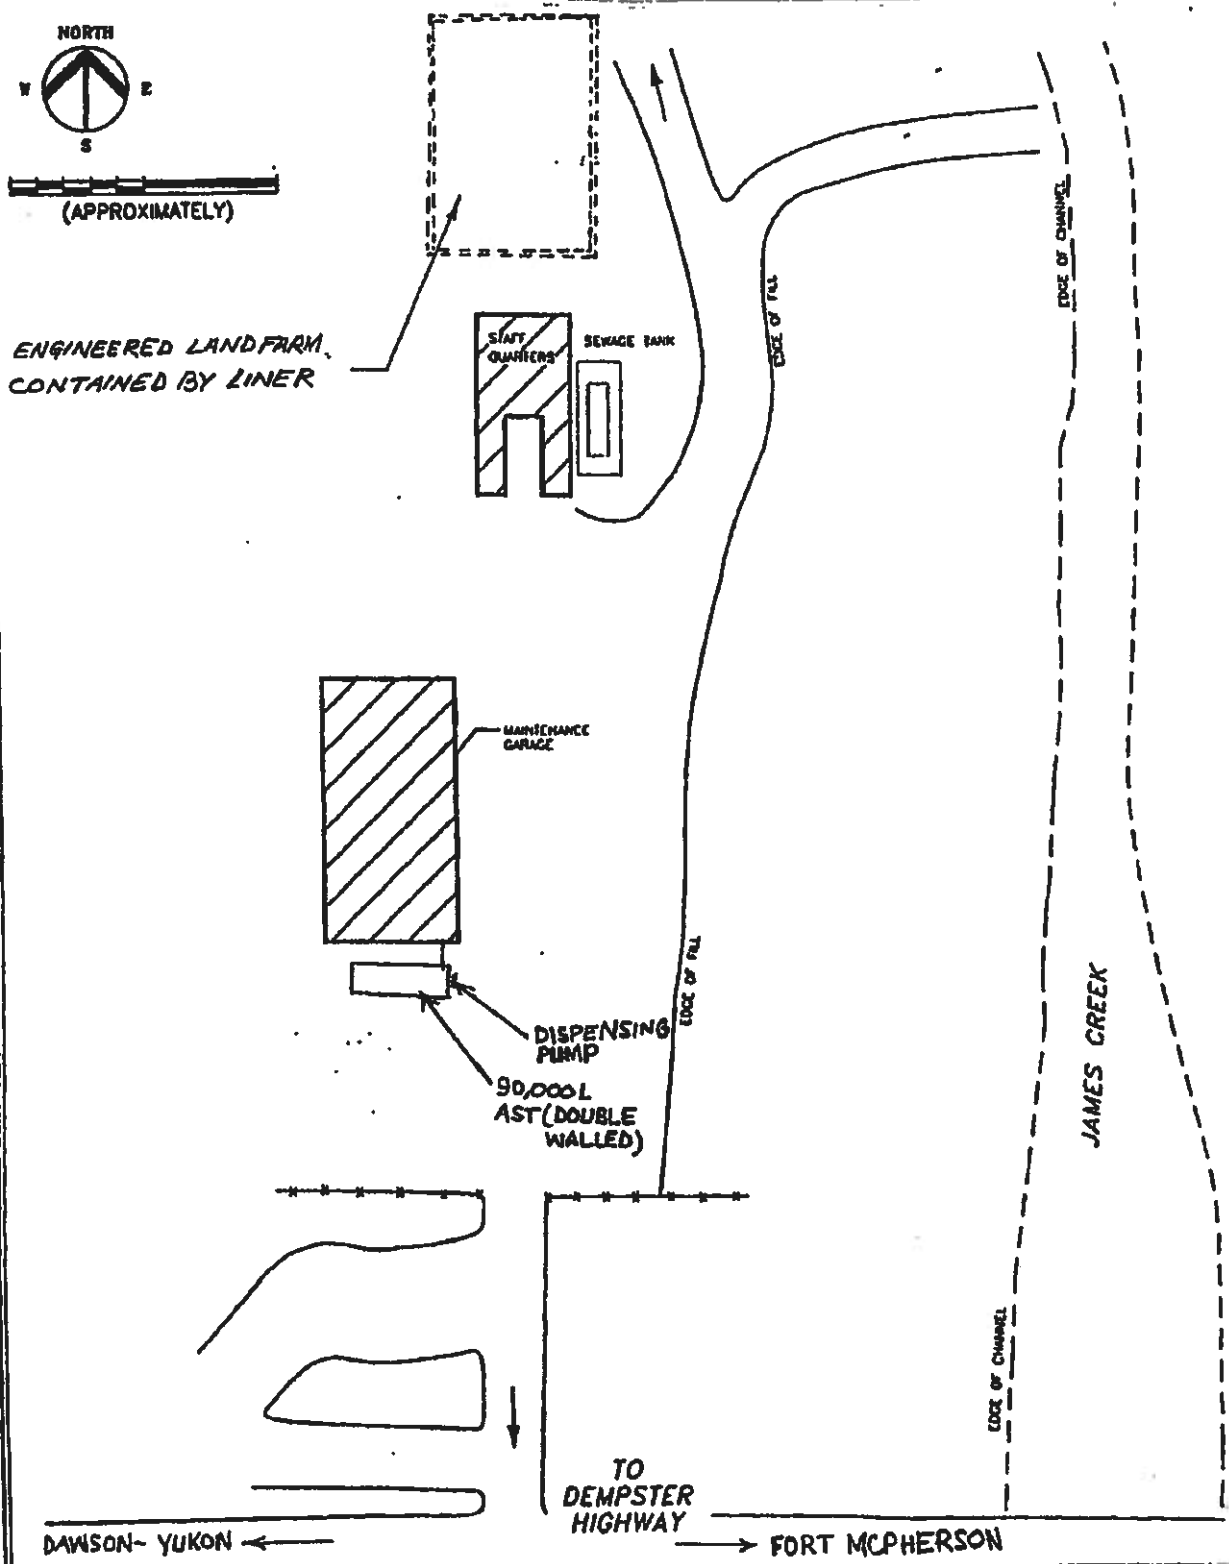 NORTH
W E
S
(APPROXIMATELY)
ENGINEERED LANDFARM.
CONTAINED BY LINER
STAFF
QUARTERS
SEWAGE TANK
EDGE OF FILL
EDGE OF CHANNEL
MAINTENANCE
GARAGE
EDGE OF FILL
DISPENSING
PUMP
90,000L
AST (DOUBLE
WALLED)
JAMES CREEK
EDGE OF CHANNEL
TO
DEMPSTER
HIGHWAY
DAWSON- YUKON
FORT MCPHERSON